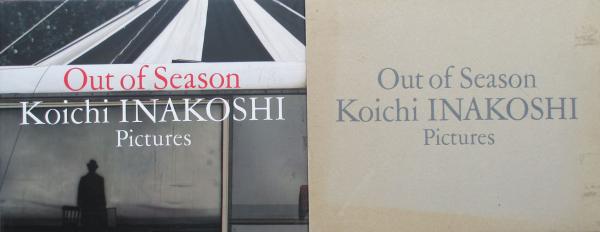 Out of Season
Koichi INAKOSHI
Pictures
Out of Season
Koichi INAKOSHI
Pictures